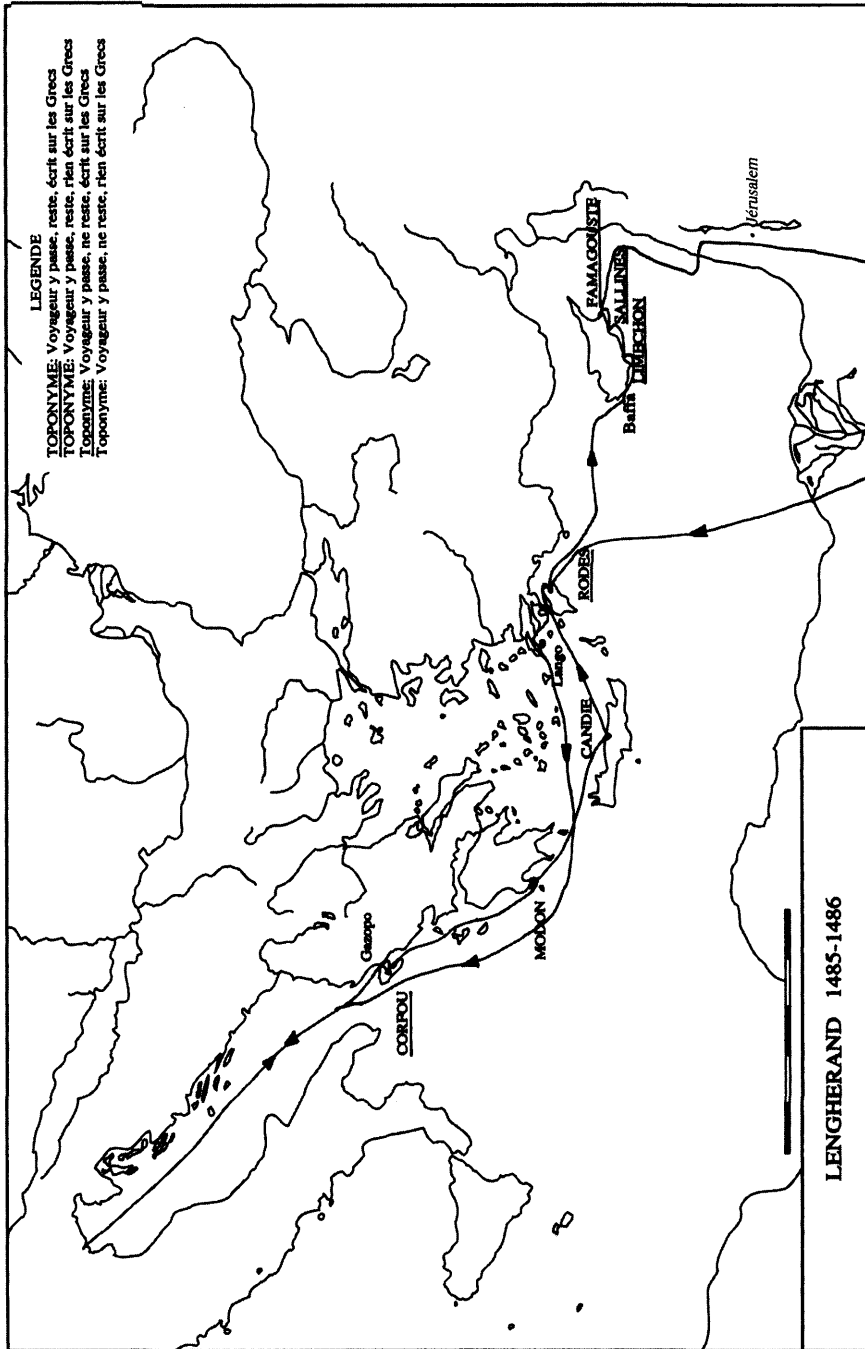 LEGENDE
TOPONYME: Voyageur y passe, reste, écrit sur les Grecs
TOPONYME: Voyageur y passe, reste, rien écrit sur les Grecs
Toponyme: Voyageur y passe, ne reste, écrit sur les Grecs
Toponyme: Voyageur y passe, ne reste, rien écrit sur les Grecs
Gazopo
CORFOU
MODON
CANDIE
Lango
RODES
Baffa
LIMECHON
SALLINES
FAMAGOUSTE
Jérusalem
LENGHERAND 1485-1486